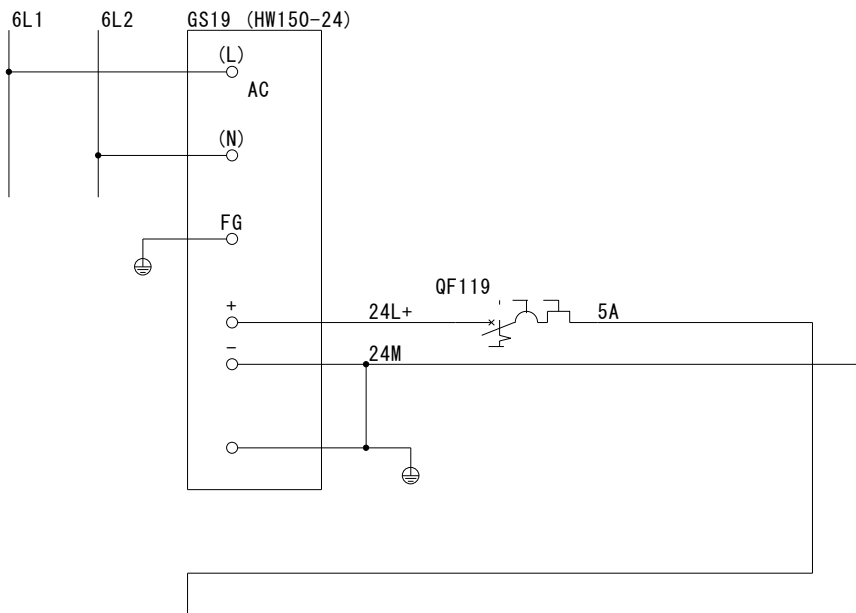 6L1
6L2
GS19 (HW150-24)
(L)
AC
(N)
FG
QF119
+
24L+
5A
-
24M